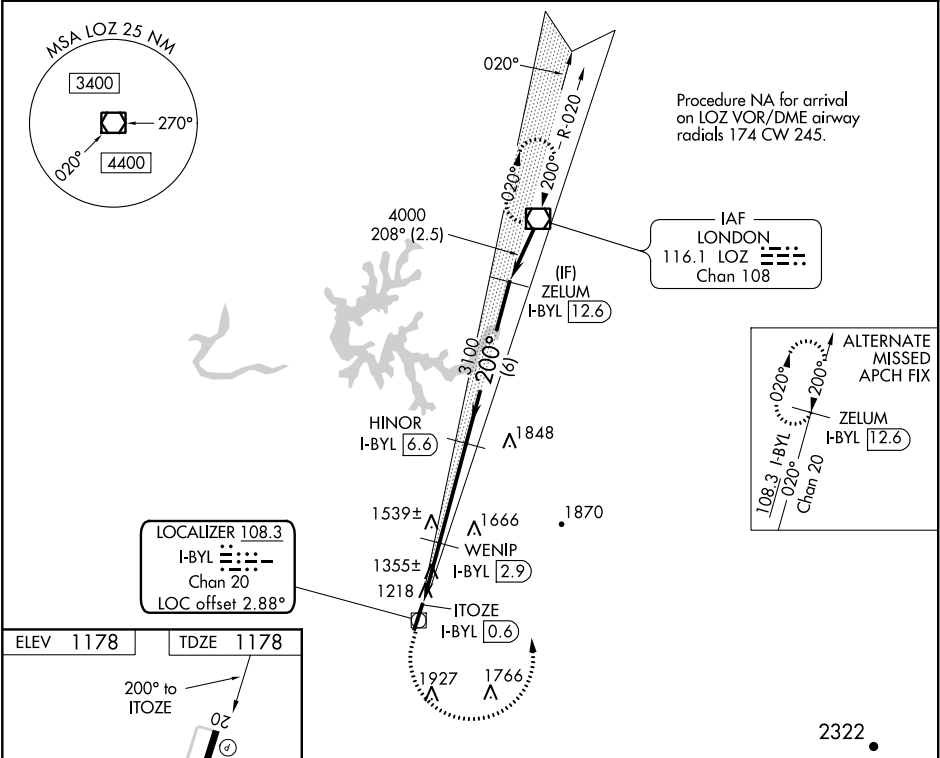 MSA LOZ 25 NM
3400
270°
020°
4400
020°
R-020
020°
200°
Procedure NA for arrival
on LOZ VOR/DME airway
radials 174 CW 245.
4000
208° (2.5)
IAF
LONDON
116.1 LOZ
Chan 108
(IF)
ZELUM
I-BYL 12.6
3100
200°
(6)
ALTERNATE
MISSED
APCH FIX
020°
200°
ZELUM
I-BYL 12.6
108.3 I-BYL
020°
Chan 20
HINOR
I-BYL 6.6
1848
1539±
1666
1870
WENIP
I-BYL 2.9
1355±
1218
LOCALIZER 108.3
I-BYL
Chan 20
LOC offset 2.88°
ITOZE
I-BYL 0.6
ELEV 1178
TDZE 1178
200° to
ITOZE
20
P
1927
1766
2322